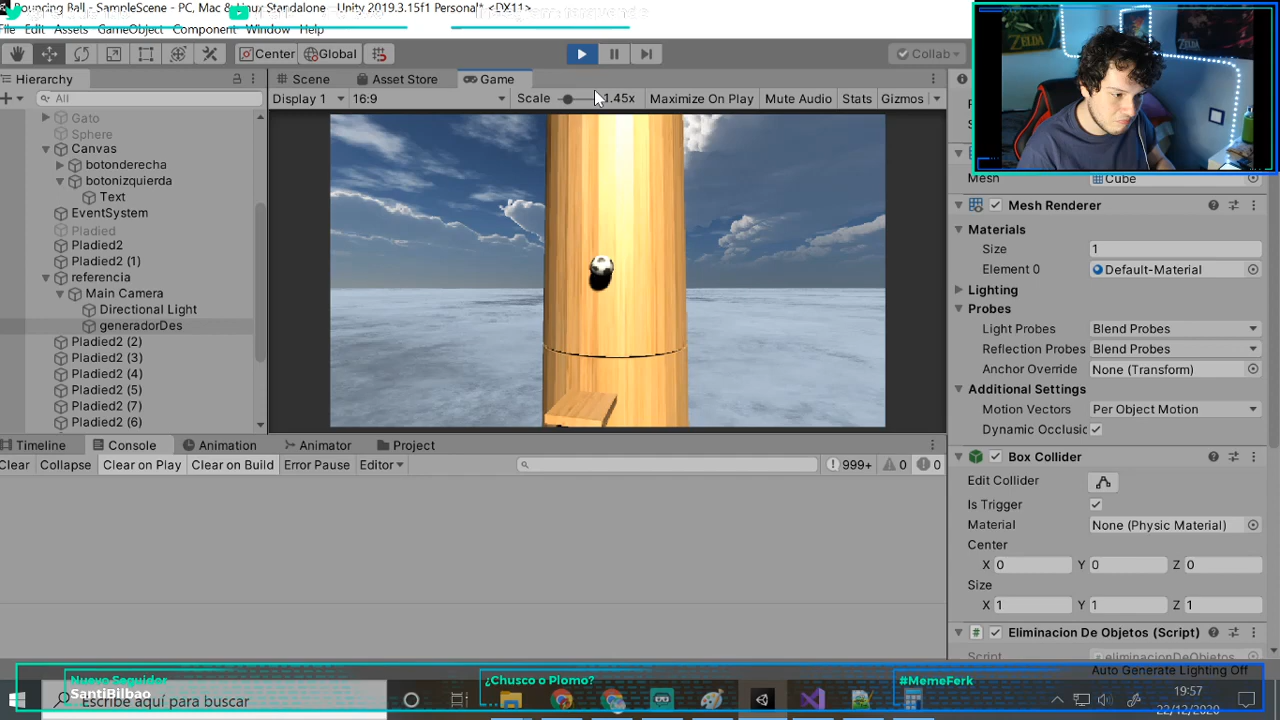 Bouncing Ball - SampleScene - PC, Mac & Linux Standalone - Unity 2019.3.15f1 Personal* <DX11>
File Edit Assets GameObject Component Window Help
Center Global Collab
Hierarchy
Scene Asset Store Game
All
Display 1 16:9 Scale 1.45x Maximize On Play Mute Audio Stats Gizmos
Gato
Sphere
Canvas
botonderecha
botonizquierda
Text
EventSystem
Pladied
Pladied2
Pladied2 (1)
referencia
Main Camera
Directional Light
generadorDes
Pladied2 (2)
Pladied2 (3)
Pladied2 (4)
Pladied2 (5)
Pladied2 (7)
Pladied2 (6)
ZELDA
Mesh Cube
Mesh Renderer
Materials
Size 1
Element 0 Default-Material
Lighting
Probes
Light Probes Blend Probes
Reflection Probes Blend Probes
Anchor Override None (Transform)
Additional Settings
Motion Vectors Per Object Motion
Dynamic Occlusic
Box Collider
Edit Collider
Is Trigger
Material None (Physic Material)
Center
X 0 Y 0 Z 0
Size
X 1 Y 1 Z 1
Eliminacion De Objetos (Script)
Script eliminacionDeObjetos
Auto Generate Lighting Off
Timeline Console Animation Animator Project
Clear Collapse Clear on Play Clear on Build Error Pause Editor 999+ 0 0
Nuevo Seguidor
SantiBilbao
¿Chusco o Plomo?
#MemoFerk
Escribe aquí para buscar
19:57
22/12/2020